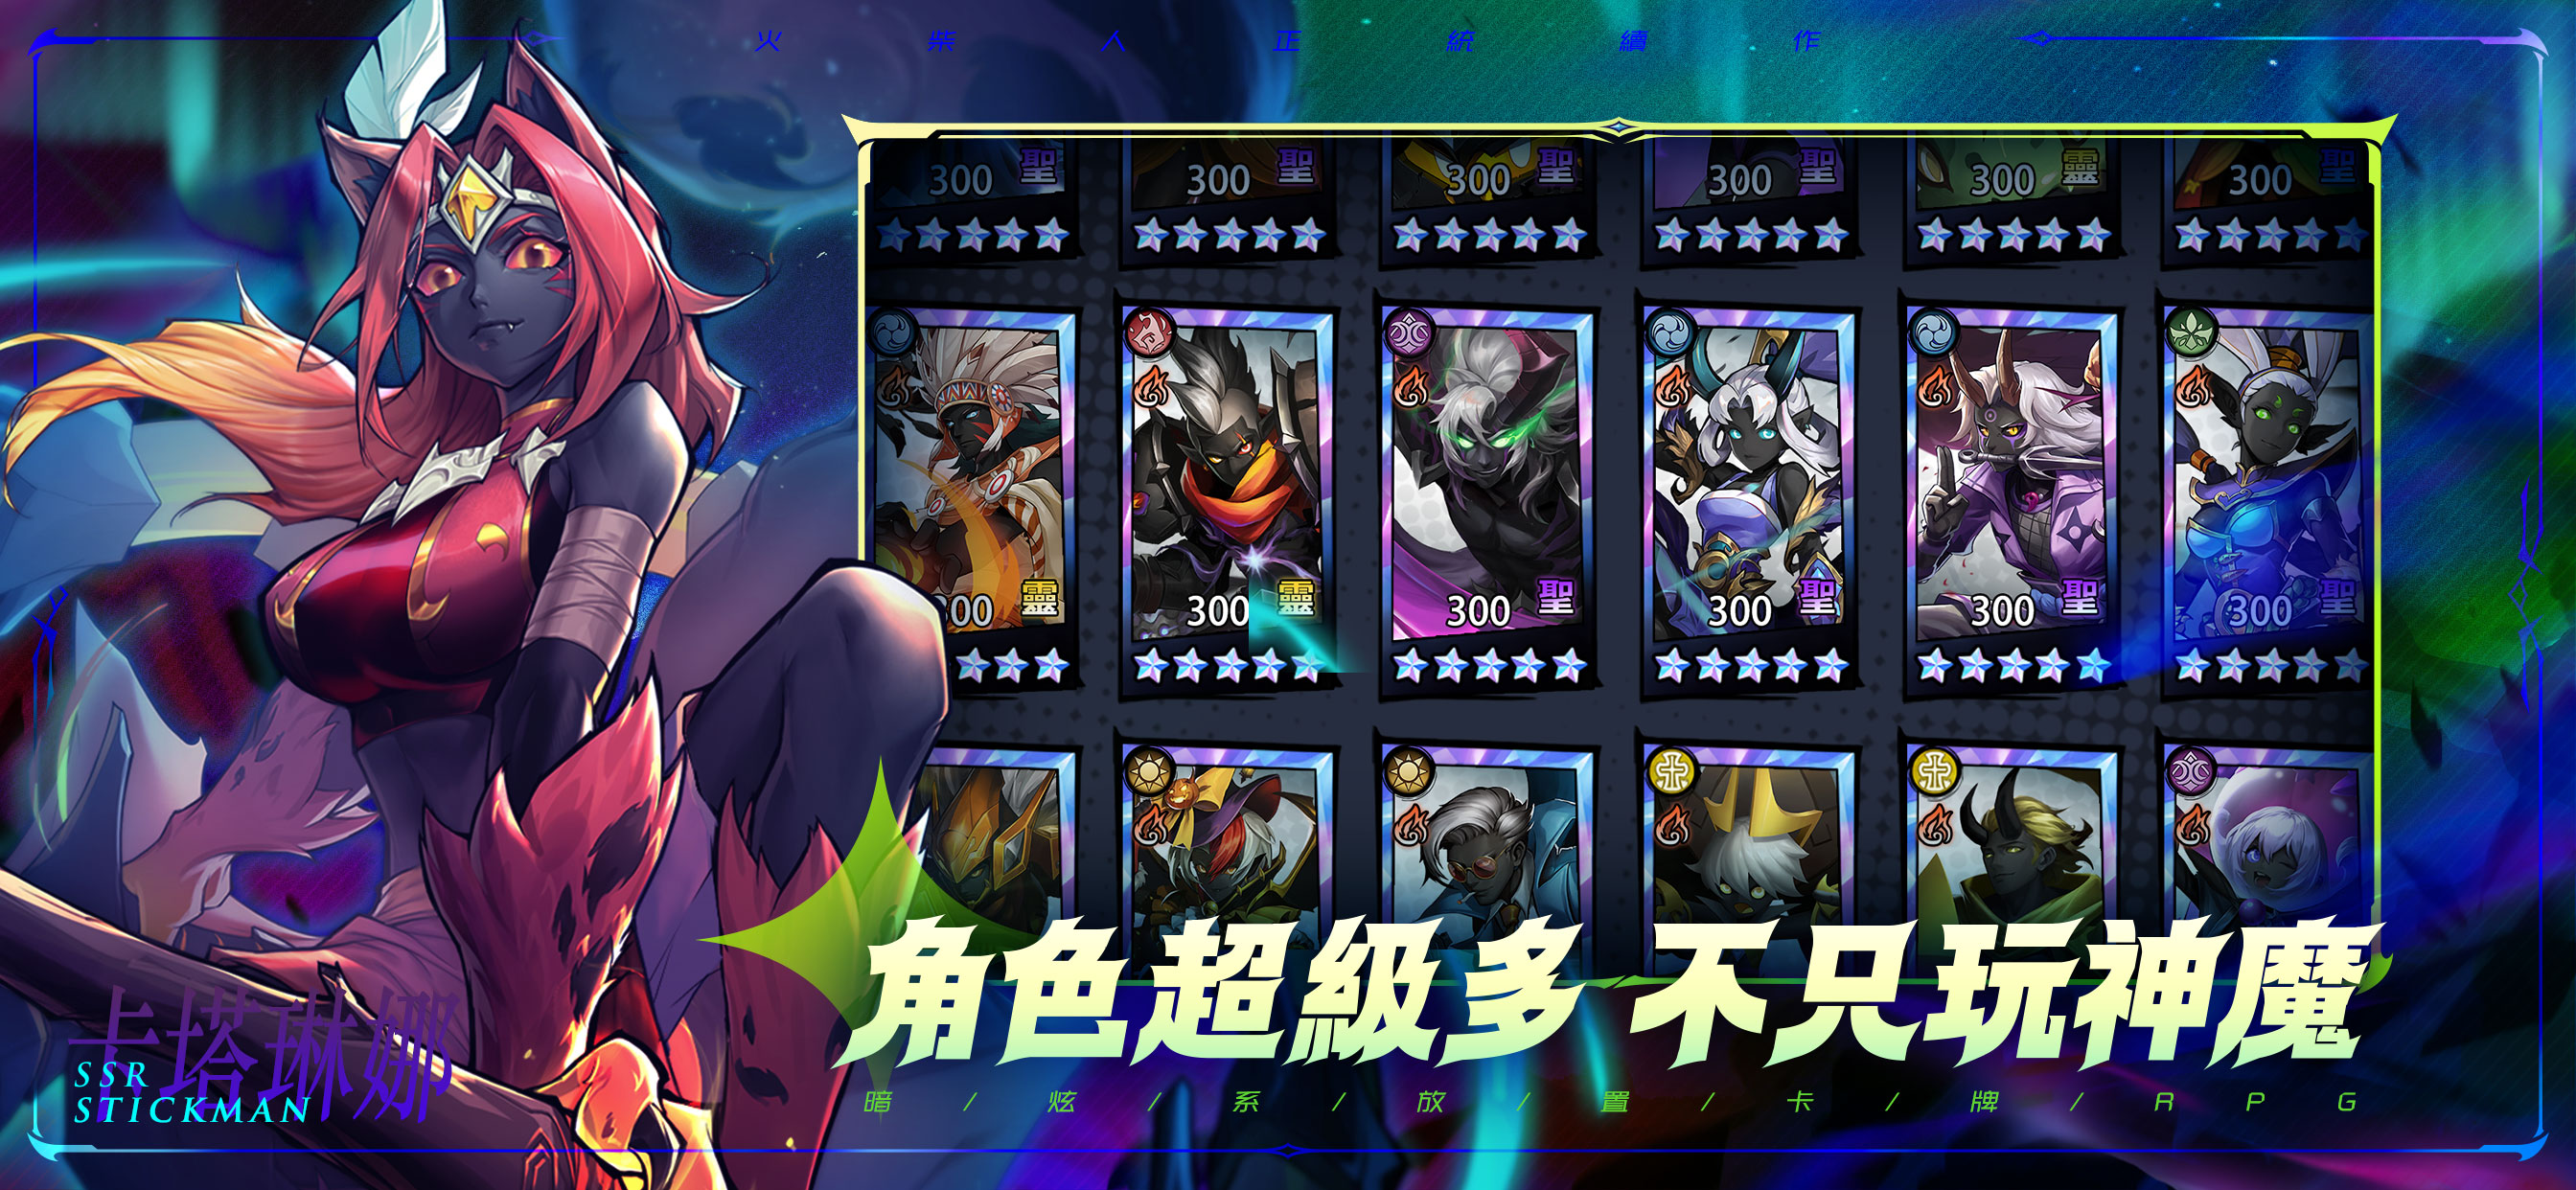 火柴人正統續作
300 聖 300 聖 300 聖 300 聖 300 靈 300 聖
300 靈 300 靈 300 聖 300 聖 300 聖 300 聖
角色超級多 不只玩神魔
卡塔琳娜
SSR
STICKMAN
暗/炫/系/放/置/卡/牌/RPG